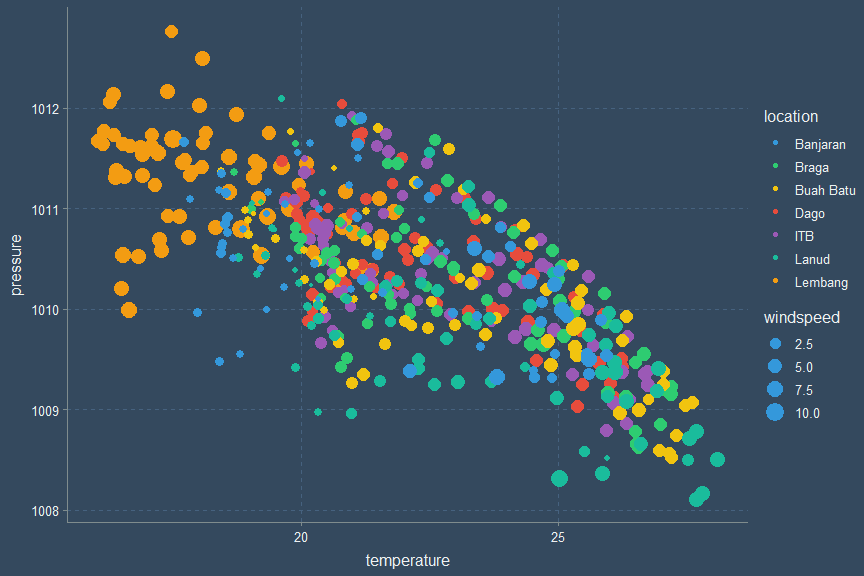 1012
1011
1010
1009
1008
pressure
20
25
temperature
location
Banjaran
Braga
Buah Batu
Dago
ITB
Lanud
Lembang
windspeed
2.5
5.0
7.5
10.0